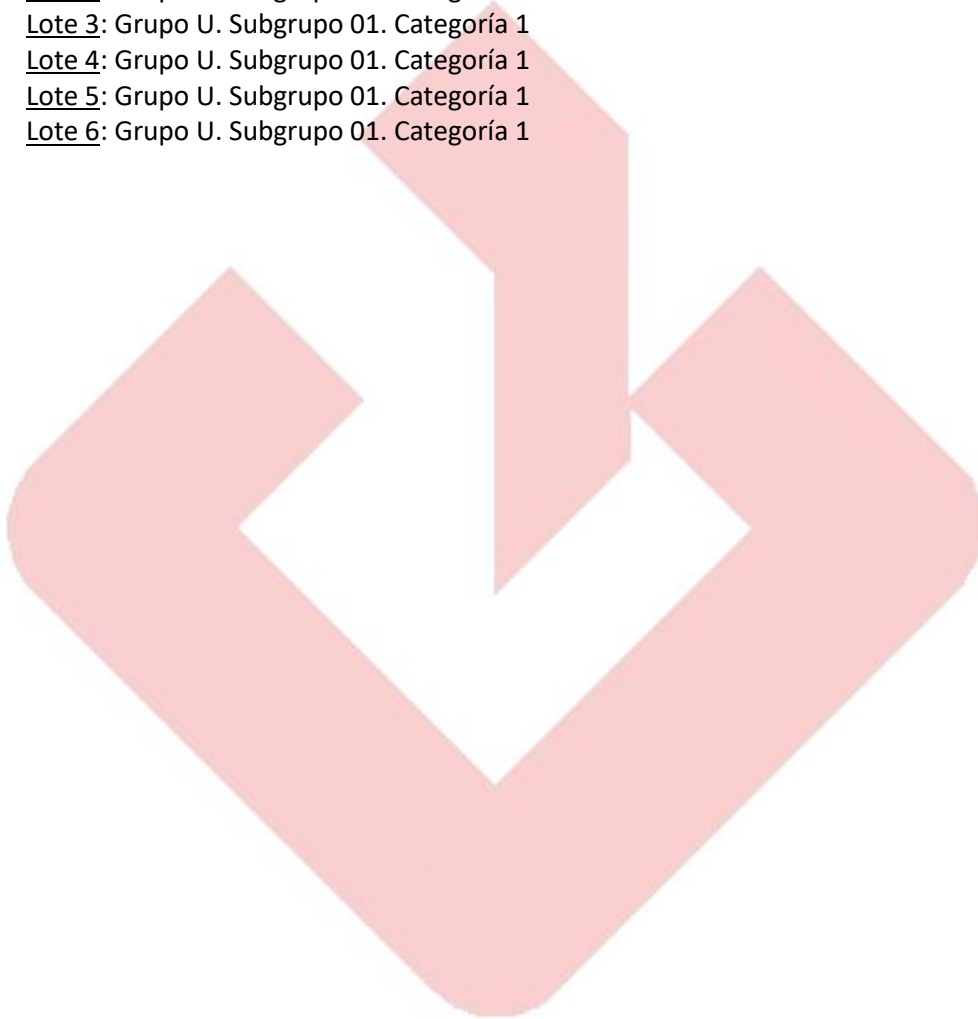 Lote 3: Grupo U. Subgrupo 01. Categoría 1
Lote 4: Grupo U. Subgrupo 01. Categoría 1
Lote 5: Grupo U. Subgrupo 01. Categoría 1
Lote 6: Grupo U. Subgrupo 01. Categoría 1